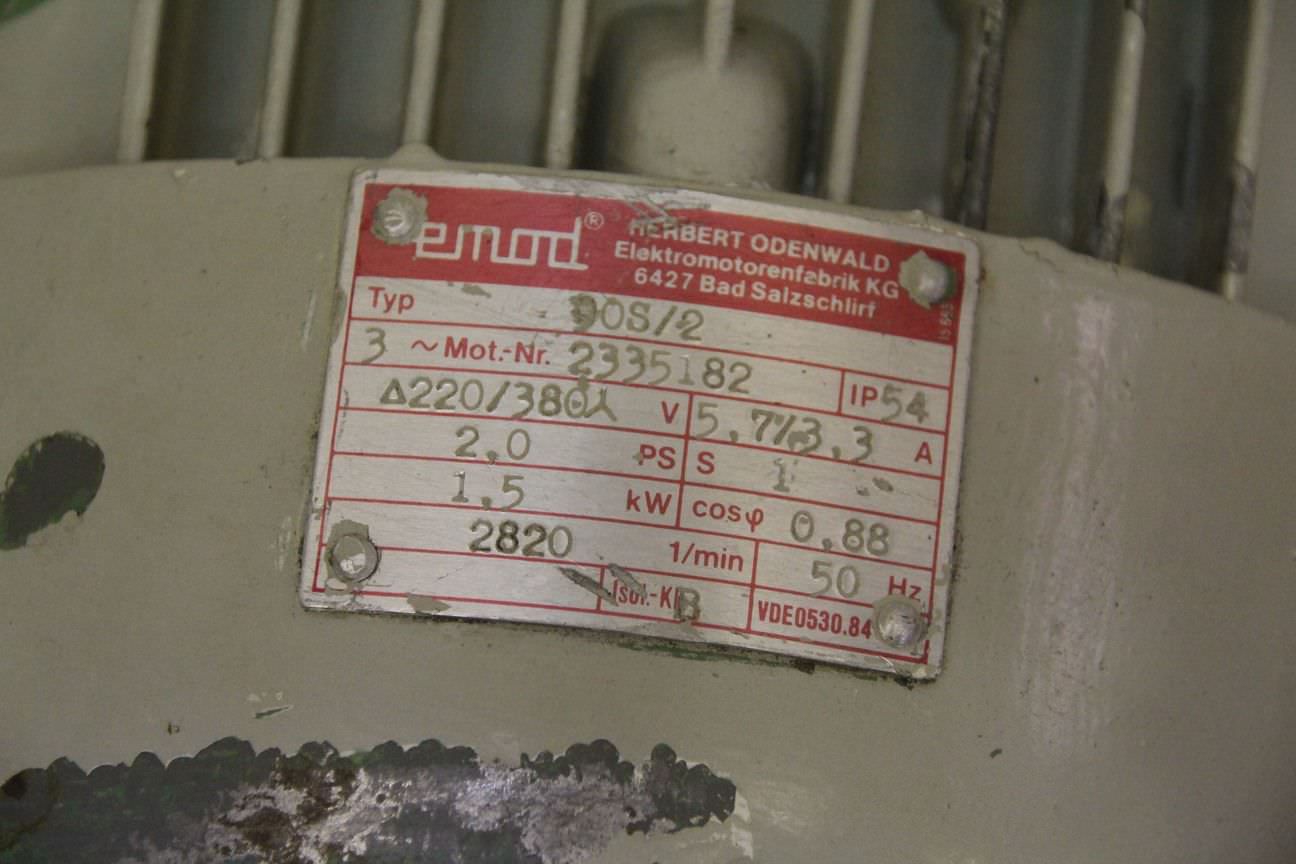 emod®
HERBERT ODENWALD
Elektromotorenfabrik KG
6427 Bad Salzschlirf
Typ 90S/2
3 ~ Mot.-Nr. 2335182 IP54
Δ220/380⅄ V 5,7/3,3 A
2,0 PS S 1
1,5 kW cosφ 0,88
2820 1/min 50 Hz
Isol.-Kl. B VDE0530.84